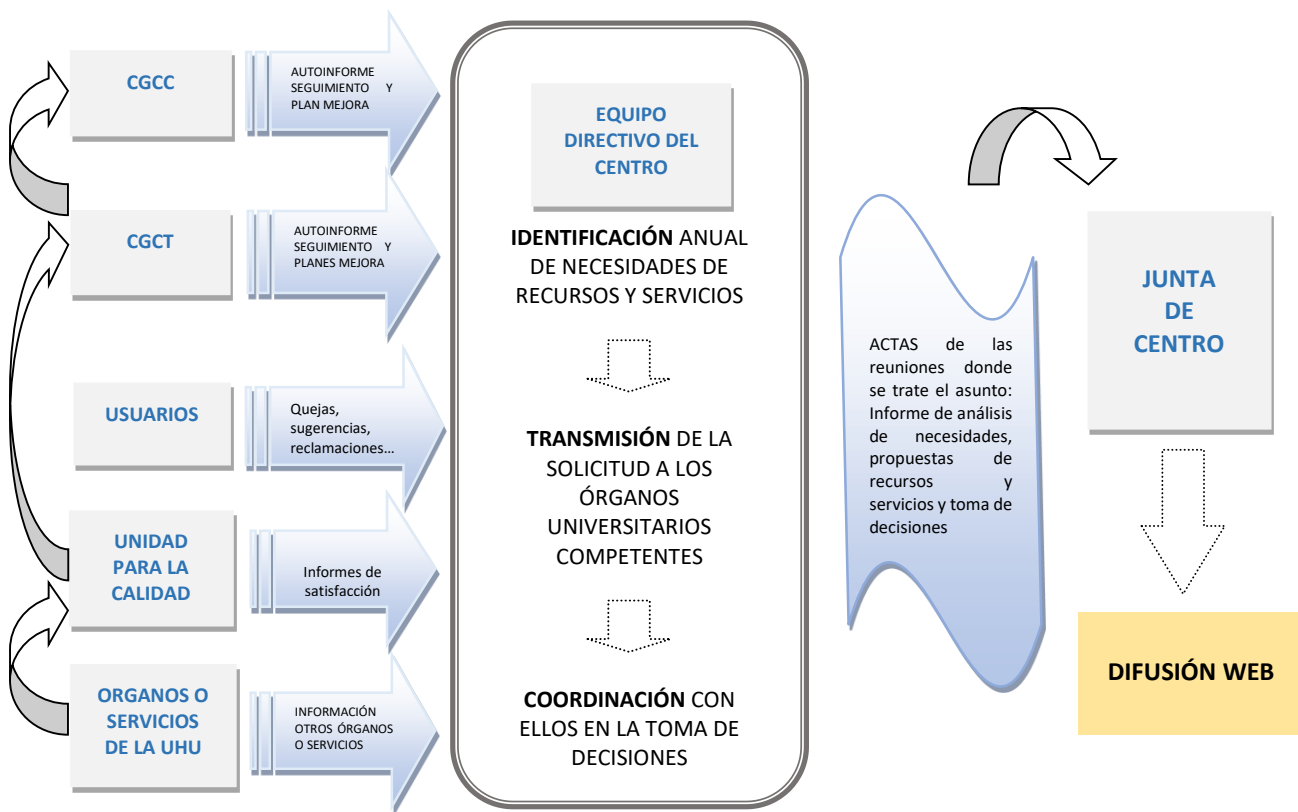 CGCC
AUTOINFORME
SEGUIMIENTO Y
PLAN MEJORA
CGCT
AUTOINFORME
SEGUIMIENTO Y
PLANES MEJORA
USUARIOS
Quejas,
sugerencias,
reclamaciones…
UNIDAD
PARA LA
CALIDAD
Informes de
satisfacción
ORGANOS O
SERVICIOS
DE LA UHU
INFORMACIÓN
OTROS ÓRGANOS
O SERVICIOS
EQUIPO
DIRECTIVO DEL
CENTRO
IDENTIFICACIÓN ANUAL
DE NECESIDADES DE
RECURSOS Y SERVICIOS
TRANSMISIÓN DE LA
SOLICITUD A LOS
ÓRGANOS
UNIVERSITARIOS
COMPETENTES
COORDINACIÓN CON
ELLOS EN LA TOMA DE
DECISIONES
ACTAS de las
reuniones donde
se trate el asunto:
Informe de análisis
de necesidades,
propuestas de
recursos y
servicios y toma de
decisiones
JUNTA
DE
CENTRO
DIFUSIÓN WEB